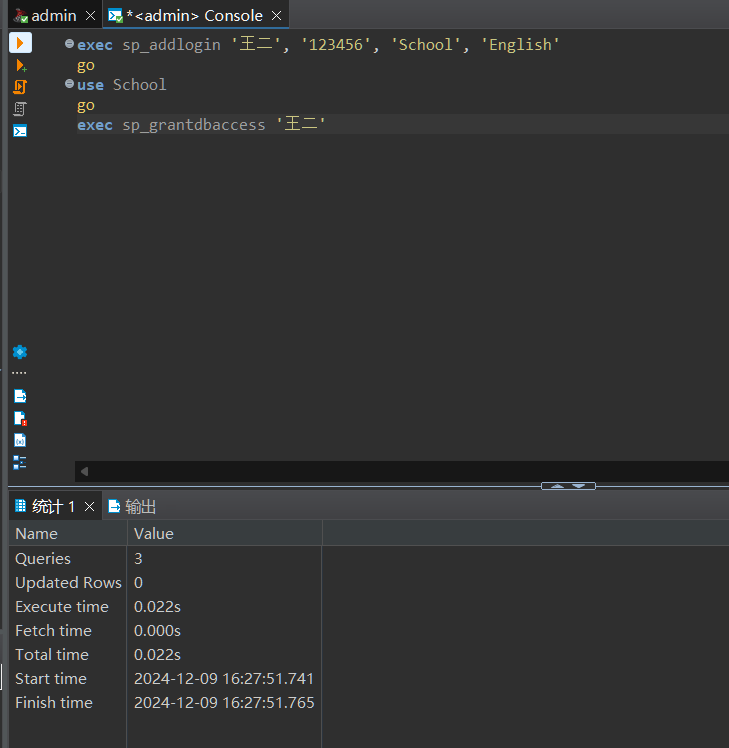 admin *<admin> Console
exec sp_addlogin '王二', '123456', 'School', 'English'
go
use School
go
exec sp_grantdbaccess '王二'
统计 1 输出
Name Value
Queries 3
Updated Rows 0
Execute time 0.022s
Fetch time 0.000s
Total time 0.022s
Start time 2024-12-09 16:27:51.741
Finish time 2024-12-09 16:27:51.765